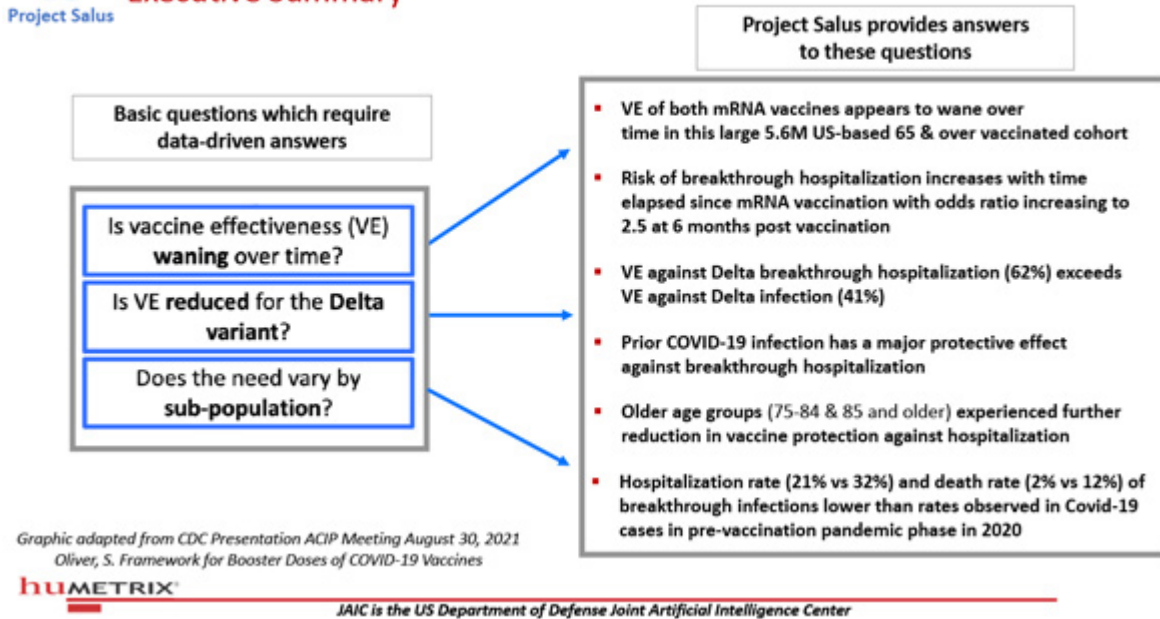 Executive Summary
Project Salus
Project Salus provides answers
to these questions
Basic questions which require
data-driven answers
Is vaccine effectiveness (VE)
waning over time?
Is VE reduced for the Delta
variant?
Does the need vary by
sub-population?
▪ VE of both mRNA vaccines appears to wane over
time in this large 5.6M US-based 65 & over vaccinated cohort
▪ Risk of breakthrough hospitalization increases with time
elapsed since mRNA vaccination with odds ratio increasing to
2.5 at 6 months post vaccination
▪ VE against Delta breakthrough hospitalization (62%) exceeds
VE against Delta infection (41%)
▪ Prior COVID-19 infection has a major protective effect
against breakthrough hospitalization
▪ Older age groups (75-84 & 85 and older) experienced further
reduction in vaccine protection against hospitalization
▪ Hospitalization rate (21% vs 32%) and death rate (2% vs 12%) of
breakthrough infections lower than rates observed in Covid-19
cases in pre-vaccination pandemic phase in 2020
Graphic adapted from CDC Presentation ACIP Meeting August 30, 2021
Oliver, S. Framework for Booster Doses of COVID-19 Vaccines
huMETRIX®
JAIC is the US Department of Defense Joint Artificial Intelligence Center